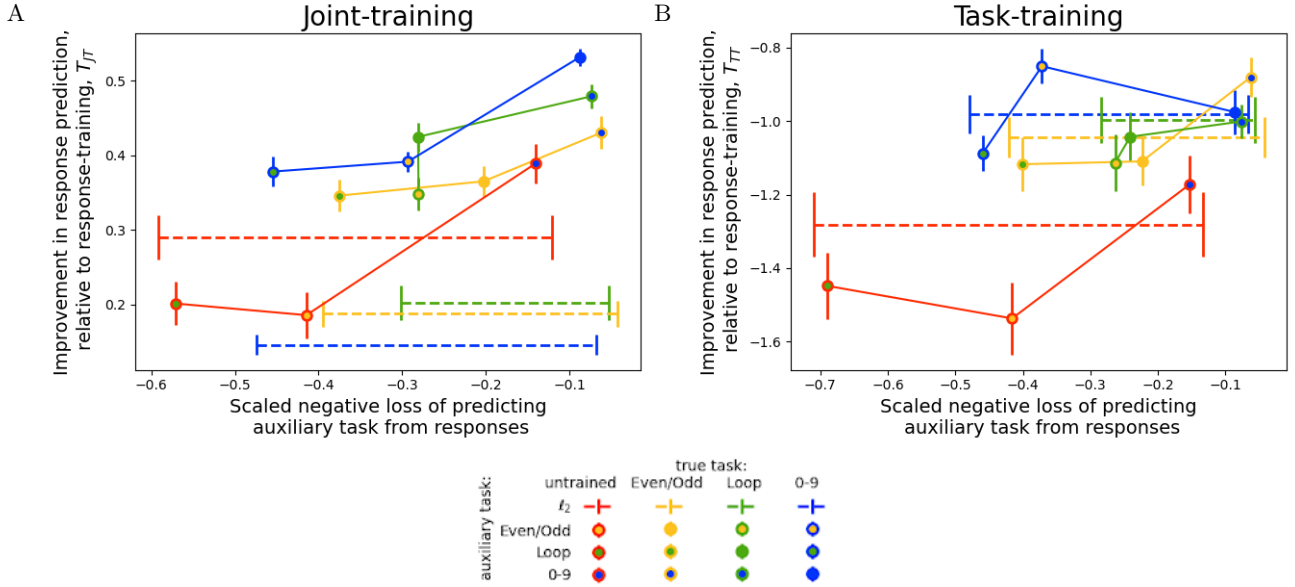 A
Joint-training
Improvement in response prediction,
relative to response-training, T_JT
0.5
0.4
0.3
0.2
−0.6 −0.5 −0.4 −0.3 −0.2 −0.1
Scaled negative loss of predicting
auxiliary task from responses
B
Task-training
Improvement in response prediction,
relative to response-training, T_TT
−0.8
−1.0
−1.2
−1.4
−1.6
−0.7 −0.6 −0.5 −0.4 −0.3 −0.2 −0.1
Scaled negative loss of predicting
auxiliary task from responses
true task:
untrained Even/Odd Loop 0-9
auxiliary task:
ℓ2
Even/Odd
Loop
0-9